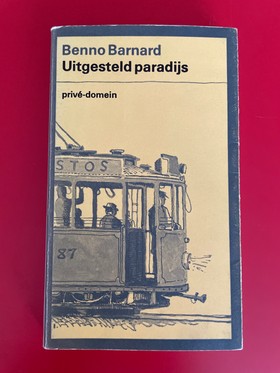 Benno Barnard
Uitgesteld paradijs
privé-domein
STOS
87